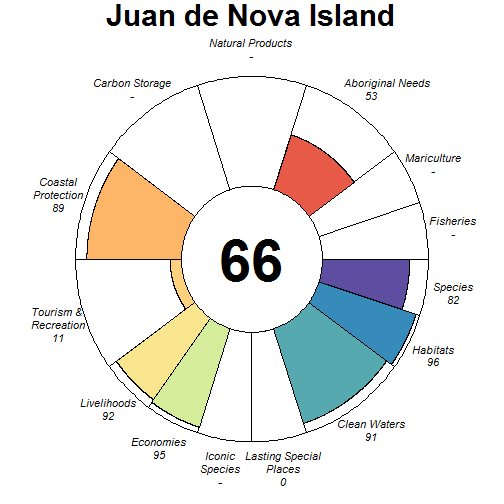 Juan de Nova Island
Natural Products
-
Carbon Storage
-
Aboriginal Needs
53
Mariculture
-
Coastal
Protection
89
Fisheries
-
66
Species
82
Tourism &
Recreation
11
Habitats
96
Livelihoods
92
Clean Waters
91
Economies
95
Iconic
Species
-
Lasting Special
Places
0